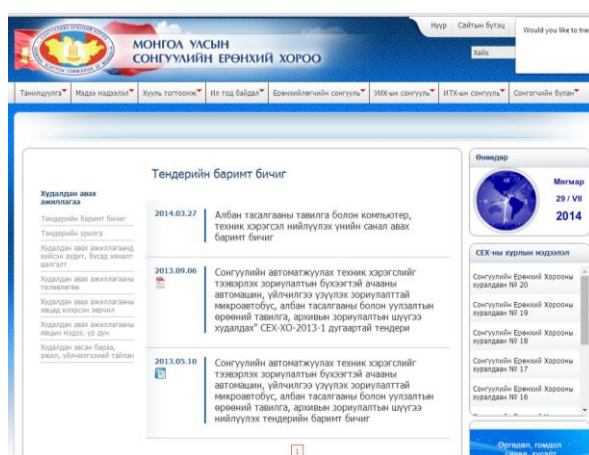 Нүүр Сайтын бүтэц
Would you like to tran
Хайх
МОНГОЛ УЛСЫН
СОНГУУЛИЙН ЕРӨНХИЙ ХОРОО
Танилцуулга Мэдээ мэдээлэл Хууль тогтоомж Ил тод байдал Ерөнхийлөгчийн сонгууль УИХ-ын сонгууль ИТХ-ын сонгууль Сонгогчийн булан
Худалдан авах
ажиллагаа
Тендерийн баримт бичиг
Тендерийн урилга
Худалдан авах ажиллагаанд
хийсэн аудит, бусад хяналт
шалгалт
Худалдан авах ажиллагааны
төлөвлөгөө
Худалдан авах ажиллагааны
явцад илэрсэн зөрчил
Худалдан авах ажиллагааны
явцын мэдээ, үр дүн
Худалдан авсан бараа,
ажил, үйлчилгээний тайлан
Тендерийн баримт бичиг
2014.03.27
Албан тасалгааны тавилга болон компьютер,
техник хэрэгсэл нийлүүлэх үнийн санал авах
баримт бичиг
2013.09.06
Сонгуулийн автоматжуулах техник хэрэгслийг
тээвэрлэх зориулалтын бүхээгтэй ачааны
автомашин, үйлчилгээ үзүүлэх зориулалттай
микроавтобус, албан тасалгааны болон уулзалтын
өрөөний тавилга, архивын зориулалтын шүүгээ
худалдах" СЕХ-ХО-2013-1 дугаартай тендери
2013.05.10
Сонгуулийн автоматжуулах техник хэрэгслийг
тээвэрлэх зориулалтын бүхээгтэй ачааны
автомашин, үйлчилгээ үзүүлэх зориулалттай
микроавтобус, албан тасалгааны болон уулзалтын
өрөөний тавилга, архивын зориулалтын шүүгээ
нийлүүлэх тендерийн баримт бичиг
1
Өнөөдөр
Мягмар
29 / VII
2014
СЕХ-ны хурлын мэдээлэл
Сонгуулийн Ерөнхий Хорооны
хуралдаан № 20
Сонгуулийн Ерөнхий Хорооны
хуралдаан № 19
Сонгуулийн Ерөнхий Хорооны
хуралдаан № 18
Сонгуулийн Ерөнхий Хорооны
хуралдаан № 17
Сонгуулийн Ерөнхий Хорооны
хуралдаан № 16
Өргөдөл, гомдол